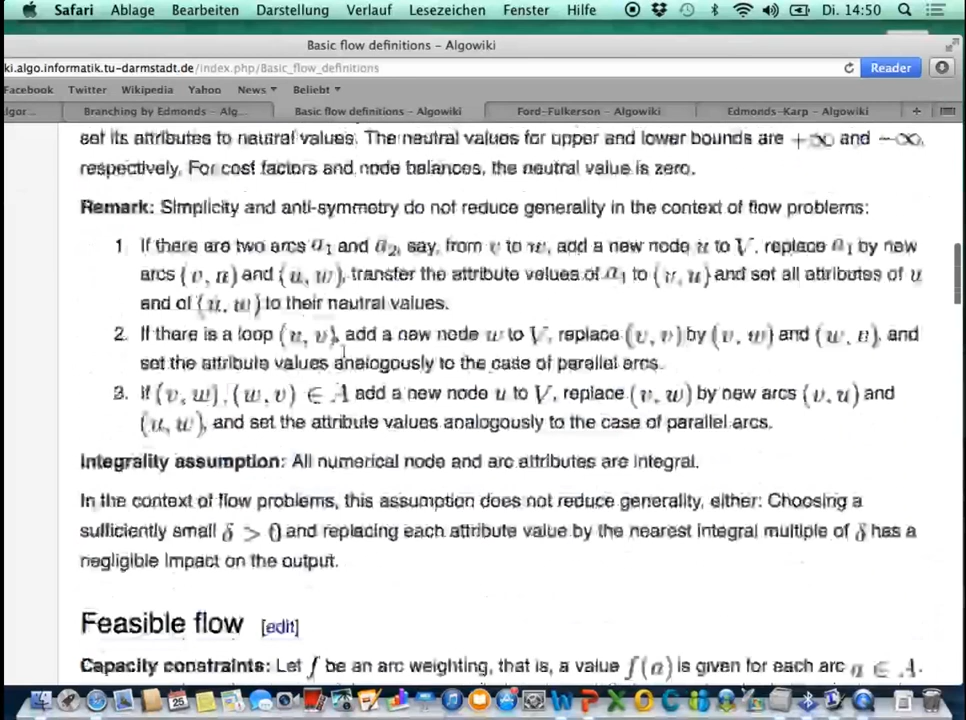 Safari Ablage Bearbeiten Darstellung Verlauf Lesezeichen Fenster Hilfe Di. 14:50
Basic flow definitions – Algowiki
ki.algo.informatik.tu-darmstadt.de/index.php/Basic_flow_definitions Reader
Facebook Twitter Wikipedia Yahoo News ▾ Beliebt ▾
lgor... Branching by Edmonds – Alg... Basic flow definitions – Algowiki Ford-Fulkerson – Algowiki Edmonds-Karp – Algowiki +
set its attributes to neutral values. The neutral values for upper and lower bounds are +∞ and −∞,
respectively. For cost factors and node balances, the neutral value is zero.
Remark: Simplicity and anti-symmetry do not reduce generality in the context of flow problems:
1. If there are two arcs a₁ and a₂, say, from v to w, add a new node u to V, replace a₁ by new
arcs (v, u) and (u, w), transfer the attribute values of a₁ to (v, u) and set all attributes of u
and of (u, w) to their neutral values.
2. If there is a loop (v, v), add a new node w to V, replace (v, v) by (v, w) and (w, v), and
set the attribute values analogously to the case of parallel arcs.
3. If (v, w), (w, v) ∈ A add a new node u to V, replace (v, w) by new arcs (v, u) and
(u, w), and set the attribute values analogously to the case of parallel arcs.
Integrality assumption: All numerical node and arc attributes are integral.
In the context of flow problems, this assumption does not reduce generality, either: Choosing a
sufficiently small δ > 0 and replacing each attribute value by the nearest integral multiple of δ has a
negligible impact on the output.
Feasible flow [edit]
Capacity constraints: Let f be an arc weighting, that is, a value f(a) is given for each arc a ∈ A.